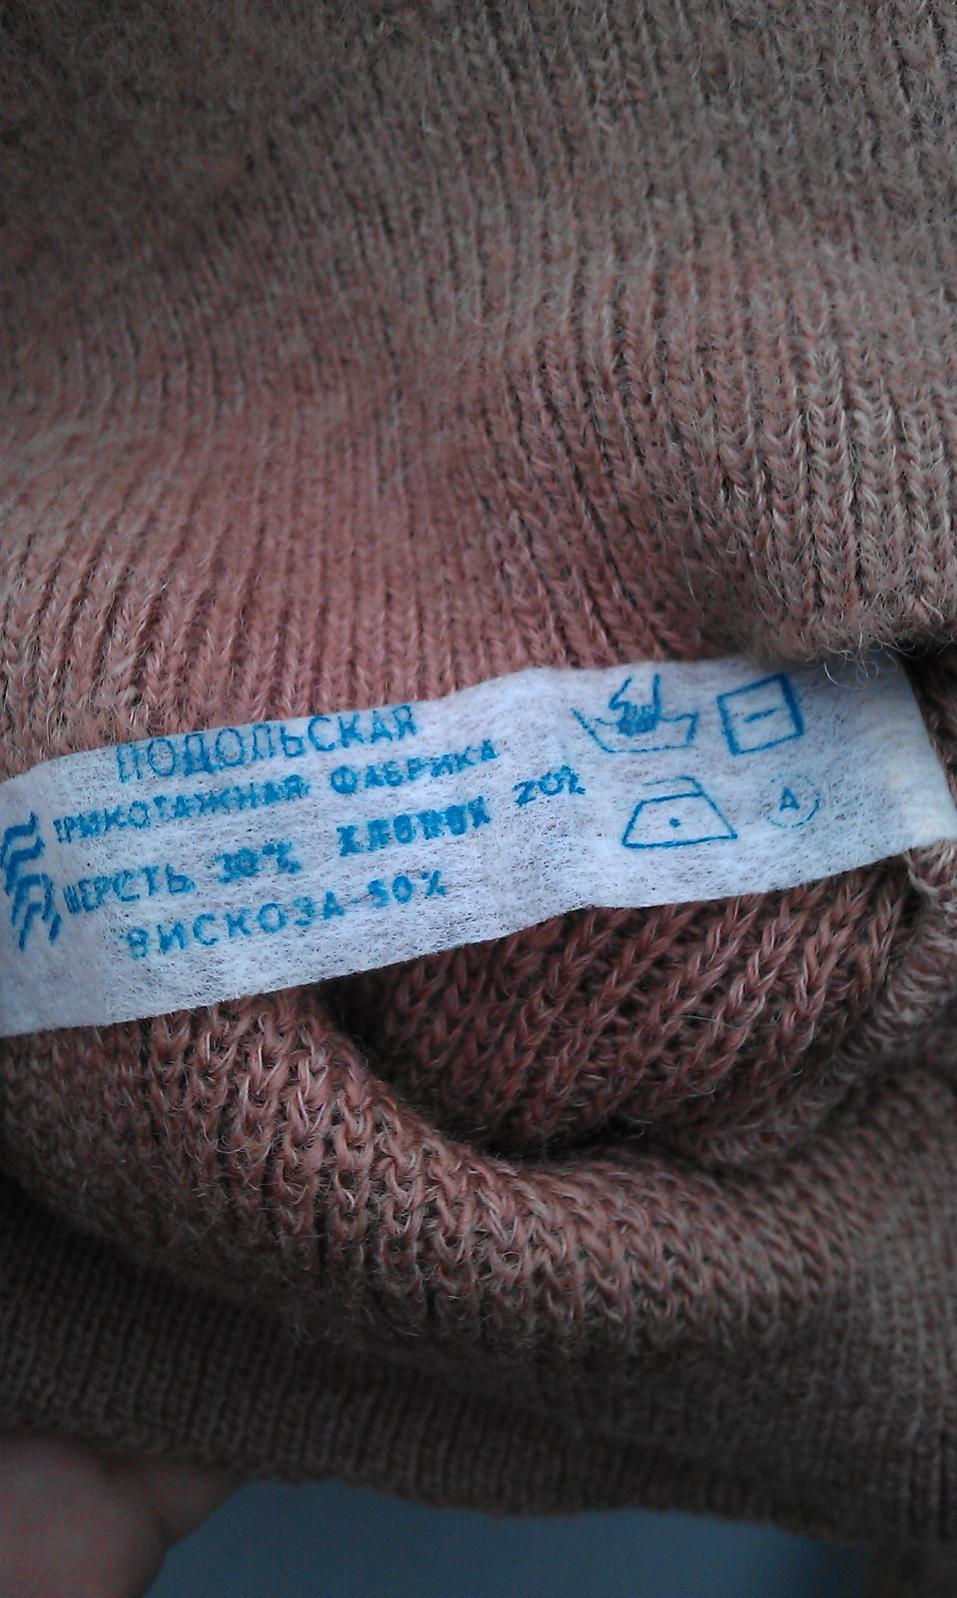 ПОДОЛЬСКАЯ
ТРИКОТАЖНАЯ ФАБРИКА
ШЕРСТЬ 30% ХЛОПОК 20%
ВИСКОЗА-50%
A